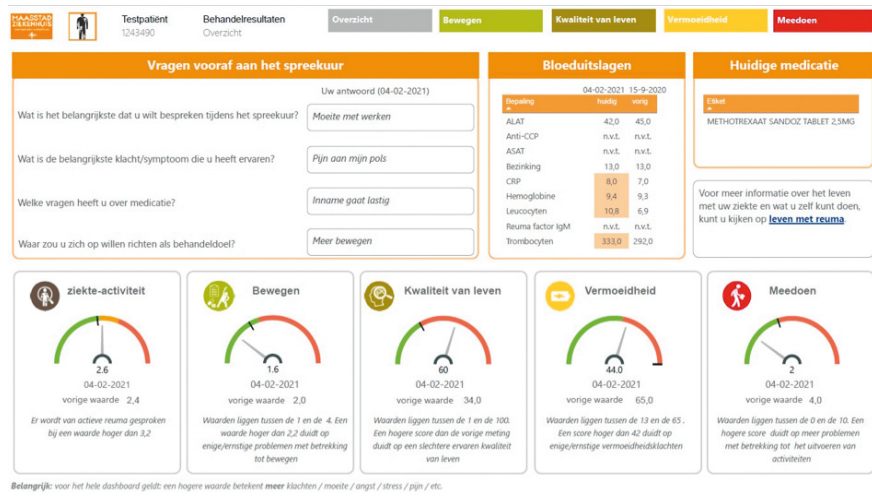 MAASSTAD
ZIEKENHUIS
Testpatiënt
1243490
Behandelresultaten
Overzicht
Overzicht
Bewegen
Kwaliteit van leven
Vermoeidheid
Meedoen
Vragen vooraf aan het spreekuur
Uw antwoord (04-02-2021)
Wat is het belangrijkste dat u wilt bespreken tijdens het spreekuur?
Moeite met werken
Wat is de belangrijkste klacht/symptoom die u heeft ervaren?
Pijn aan mijn pols
Welke vragen heeft u over medicatie?
Inname gaat lastig
Waar zou u zich op willen richten als behandeldoel?
Meer bewegen
Bloeduitslagen
04-02-2021 15-9-2020
Bepaling huidig vorig
ALAT 42,0 45,0
Anti-CCP n.v.t. n.v.t.
ASAT n.v.t. n.v.t.
Bezinking 13,0 13,0
CRP 8,0 7,0
Hemoglobine 9,4 9,3
Leucocyten 10,8 6,9
Reuma factor IgM n.v.t. n.v.t.
Trombocyten 333,0 292,0
Huidige medicatie
Etiket
METHOTREXAAT SANDOZ TABLET 2,5MG
Voor meer informatie over het leven
met uw ziekte en wat u zelf kunt doen,
kunt u kijken op leven met reuma.
ziekte-activiteit
2.6
04-02-2021
vorige waarde 2,4
Er wordt van actieve reuma gesproken
bij een waarde hoger dan 3,2
Bewegen
1.6
04-02-2021
vorige waarde 2,0
Waarden liggen tussen de 1 en de 4. Een
waarde hoger dan 2,2 duidt op
enige/ernstige problemen met betrekking
tot bewegen
Kwaliteit van leven
60
04-02-2021
vorige waarde 34,0
Waarden liggen tussen de 1 en de 100.
Een hogere score dan de vorige meting
duidt op een slechtere ervaren kwaliteit
van leven
Vermoeidheid
44.0
04-02-2021
vorige waarde 65,0
Waarden liggen tussen de 13 en de 65 .
Een score hoger dan 42 duidt op
enige/ernstige vermoeidheidsklachten
Meedoen
2
04-02-2021
vorige waarde 4,0
Waarden liggen tussen de 0 en de 10. Een
hogere score duidt op meer problemen
met betrekking tot het uitvoeren van
activiteiten
Belangrijk: voor het hele dashboard geldt: een hogere waarde betekent meer klachten / moeite / angst / stress / pijn / etc.